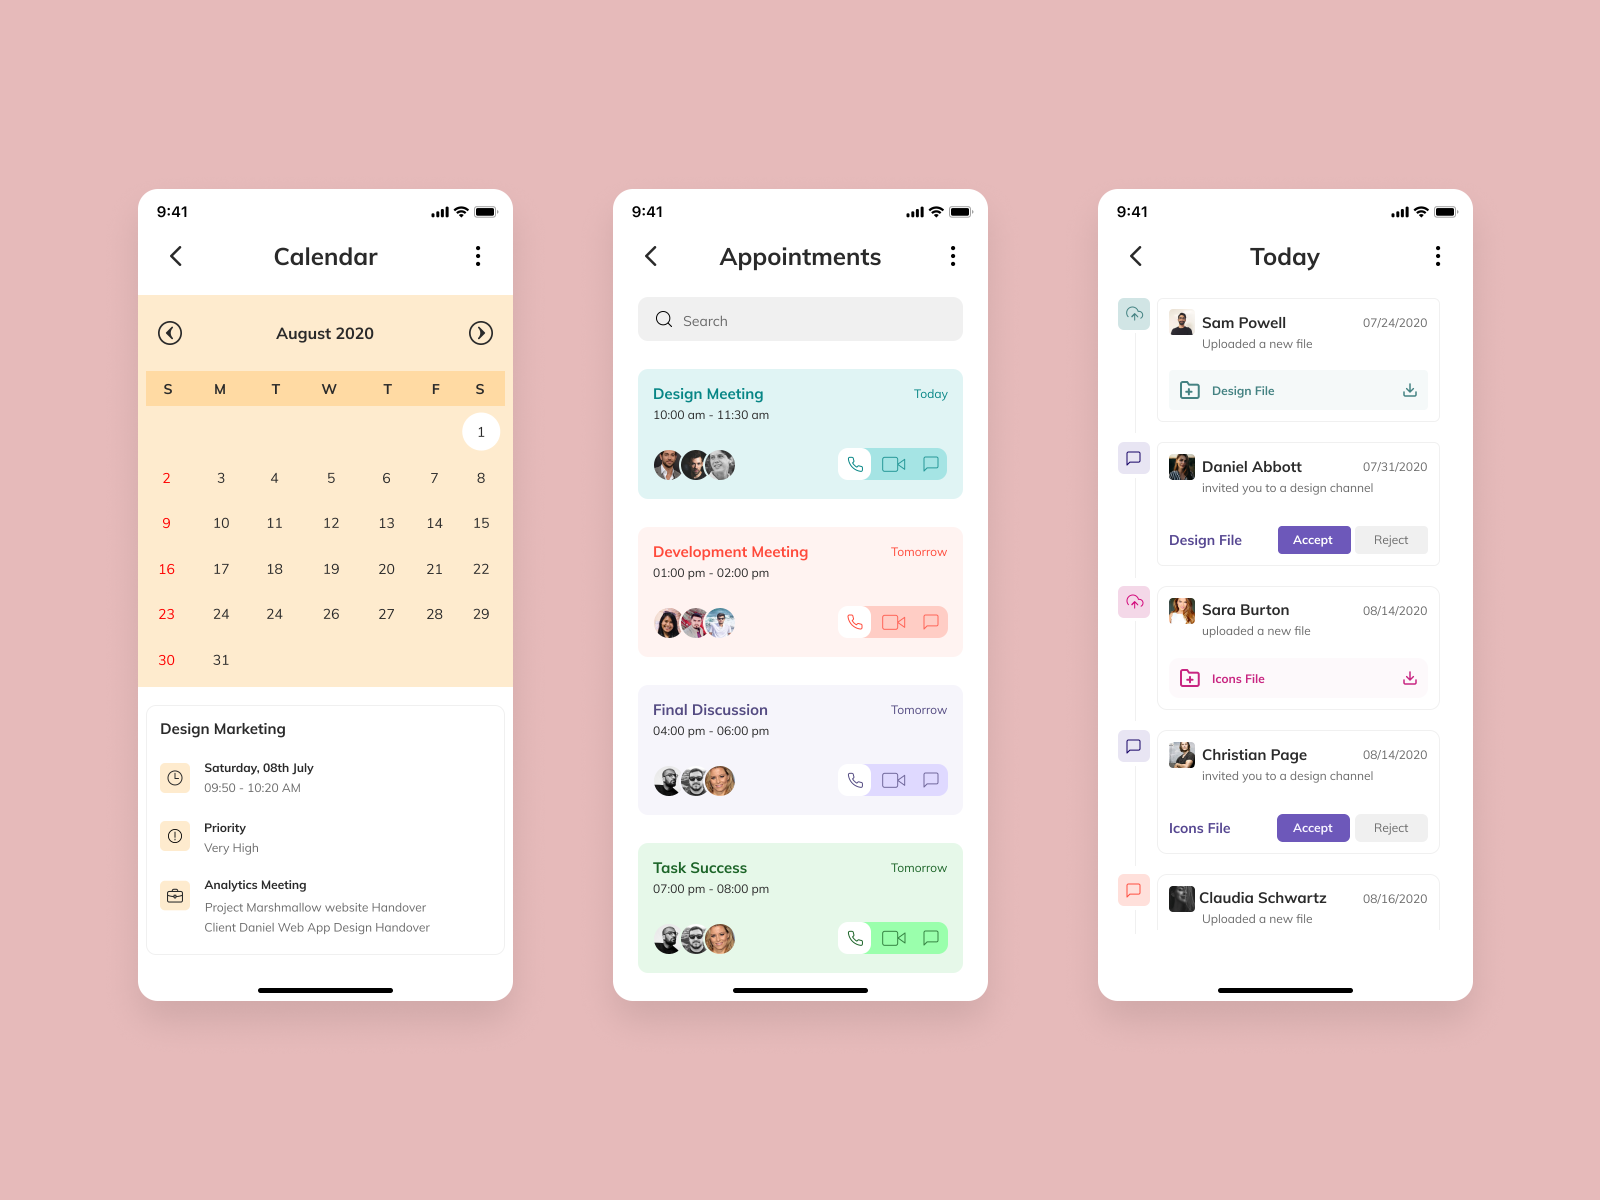 9:41
Calendar
August 2020
S M T W T F S
1
2 3 4 5 6 7 8
9 10 11 12 13 14 15
16 17 18 19 20 21 22
23 24 24 26 27 28 29
30 31
Design Marketing
Saturday, 08th July
09:50 - 10:20 AM
Priority
Very High
Analytics Meeting
Project Marshmallow website Handover
Client Daniel Web App Design Handover
9:41
Appointments
Search
Design Meeting Today
10:00 am - 11:30 am
Development Meeting Tomorrow
01:00 pm - 02:00 pm
Final Discussion Tomorrow
04:00 pm - 06:00 pm
Task Success Tomorrow
07:00 pm - 08:00 pm
9:41
Today
Sam Powell 07/24/2020
Uploaded a new file
Design File
Daniel Abbott 07/31/2020
invited you to a design channel
Design File Accept Reject
Sara Burton 08/14/2020
uploaded a new file
Icons File
Christian Page 08/14/2020
invited you to a design channel
Icons File Accept Reject
Claudia Schwartz 08/16/2020
Uploaded a new file